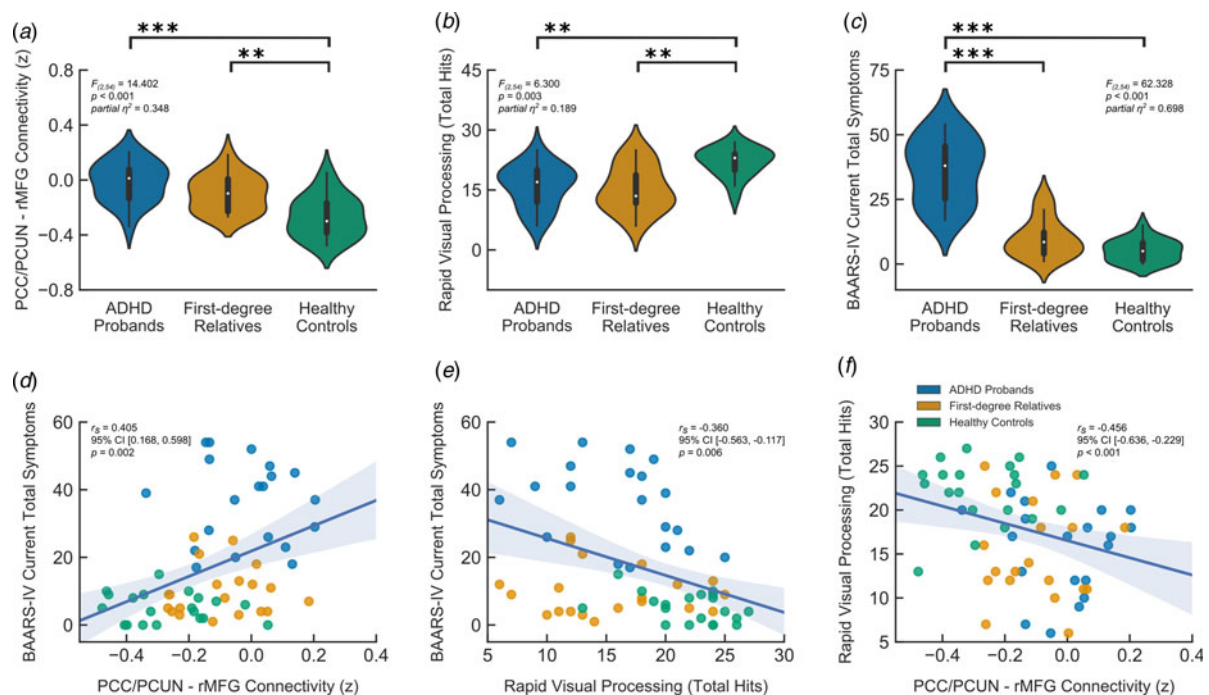 (a)
***
**
F(2,54) = 14.402
p < 0.001
partial η² = 0.348
PCC/PCUN - rMFG Connectivity (z)
0.8
0.4
0.0
−0.4
−0.8
ADHD Probands
First-degree Relatives
Healthy Controls
(b)
**
**
F(2,54) = 6.300
p = 0.003
partial η² = 0.189
Rapid Visual Processing (Total Hits)
45
30
15
0
ADHD Probands
First-degree Relatives
Healthy Controls
(c)
***
***
F(2,54) = 62.328
p < 0.001
partial η² = 0.698
BAARS-IV Current Total Symptoms
75
50
25
0
ADHD Probands
First-degree Relatives
Healthy Controls
(d)
rs = 0.405
95% CI [0.168, 0.598]
p = 0.002
BAARS-IV Current Total Symptoms
60
40
20
0
−0.4 −0.2 0.0 0.2 0.4
PCC/PCUN - rMFG Connectivity (z)
(e)
rs = -0.360
95% CI [-0.563, -0.117]
p = 0.006
BAARS-IV Current Total Symptoms
60
40
20
0
5 10 15 20 25 30
Rapid Visual Processing (Total Hits)
(f)
ADHD Probands
First-degree Relatives
Healthy Controls
rs = -0.456
95% CI [-0.636, -0.229]
p < 0.001
Rapid Visual Processing (Total Hits)
35
30
25
20
15
10
5
−0.4 −0.2 0.0 0.2 0.4
PCC/PCUN - rMFG Connectivity (z)